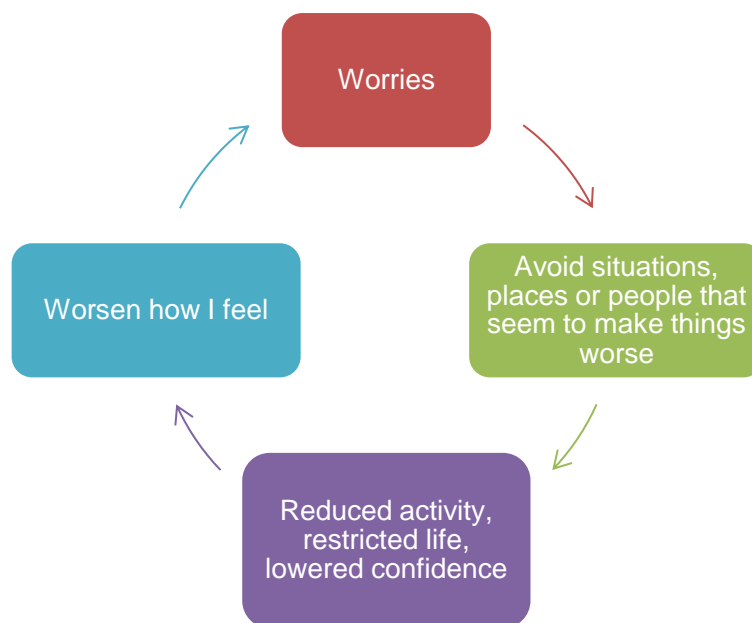 Worries
Avoid situations,
places or people that
seem to make things
worse
Reduced activity,
restricted life,
lowered confidence
Worsen how I feel